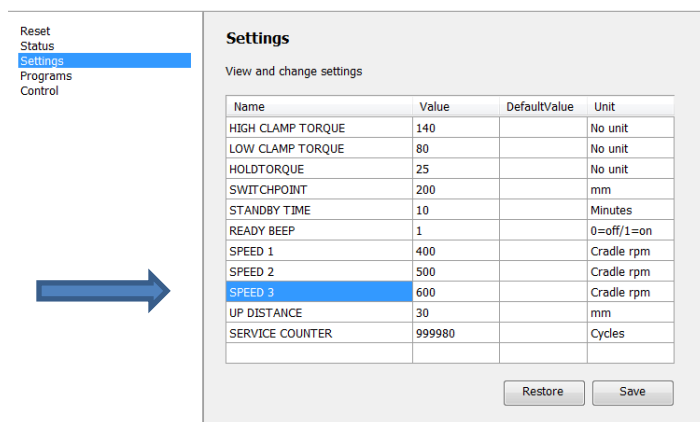 Reset
Status
Settings
Programs
Control
Settings
View and change settings
Name Value DefaultValue Unit
HIGH CLAMP TORQUE 140 No unit
LOW CLAMP TORQUE 80 No unit
HOLDTORQUE 25 No unit
SWITCHPOINT 200 mm
STANDBY TIME 10 Minutes
READY BEEP 1 0=off/1=on
SPEED 1 400 Cradle rpm
SPEED 2 500 Cradle rpm
SPEED 3 600 Cradle rpm
UP DISTANCE 30 mm
SERVICE COUNTER 999980 Cycles
Restore Save